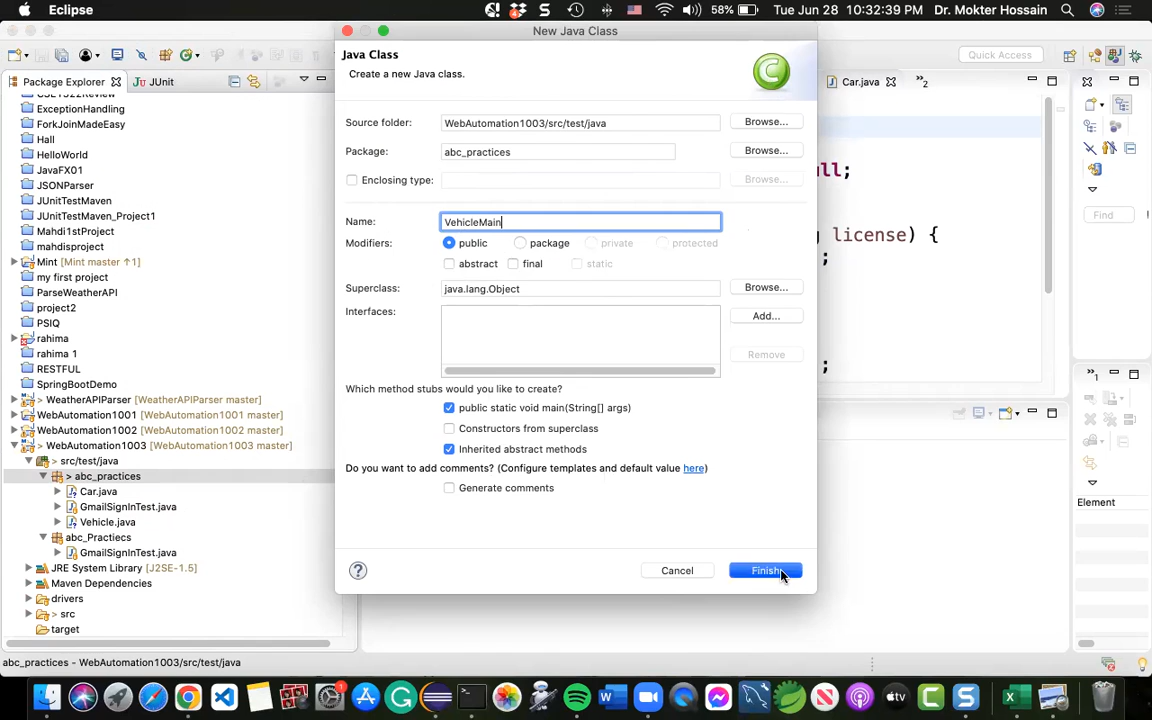 Eclipse 58% Tue Jun 28 10:32:39 PM Dr. Mokter Hossain
New Java Class
Java Class
Create a new Java class.
Quick Access
Package Explorer JUnit
Car.java »2
ExceptionHandling
ForkJoinMadeEasy
Hall
HelloWorld
JavaFX01
JSONParser
JUnitTestMaven
JUnitTestMaven_Project1
Mahdi1stProject
mahdisproject
Mint [Mint master ↑1]
my first project
ParseWeatherAPI
project2
PSIQ
rahima
rahima 1
RESTFUL
SpringBootDemo
> WeatherAPIParser [WeatherAPIParser master]
WebAutomation1001 [WebAutomation1001 master]
WebAutomation1002 [WebAutomation1002 master]
> WebAutomation1003 [WebAutomation1003 master]
> src/test/java
> abc_practices
Car.java
GmailSignInTest.java
Vehicle.java
abc_Practiecs
GmailSigenInTest.java
JRE System Library [J2SE-1.5]
Maven Dependencies
drivers
> src
target
Source folder: WebAutomation1003/src/test/java Browse...
Package: abc_practices Browse...
Enclosing type: Browse...
Name: VehicleMain
Modifiers: public package private protected
abstract final static
Superclass: java.lang.Object Browse...
Interfaces: Add...
Remove
Which method stubs would you like to create?
public static void main(String[] args)
Constructors from superclass
Inherited abstract methods
Do you want to add comments? (Configure templates and default value here)
Generate comments
? Cancel Finish
license) {
;
;
Find
»1
Element
abc_practices - WebAutomation1003/src/test/java